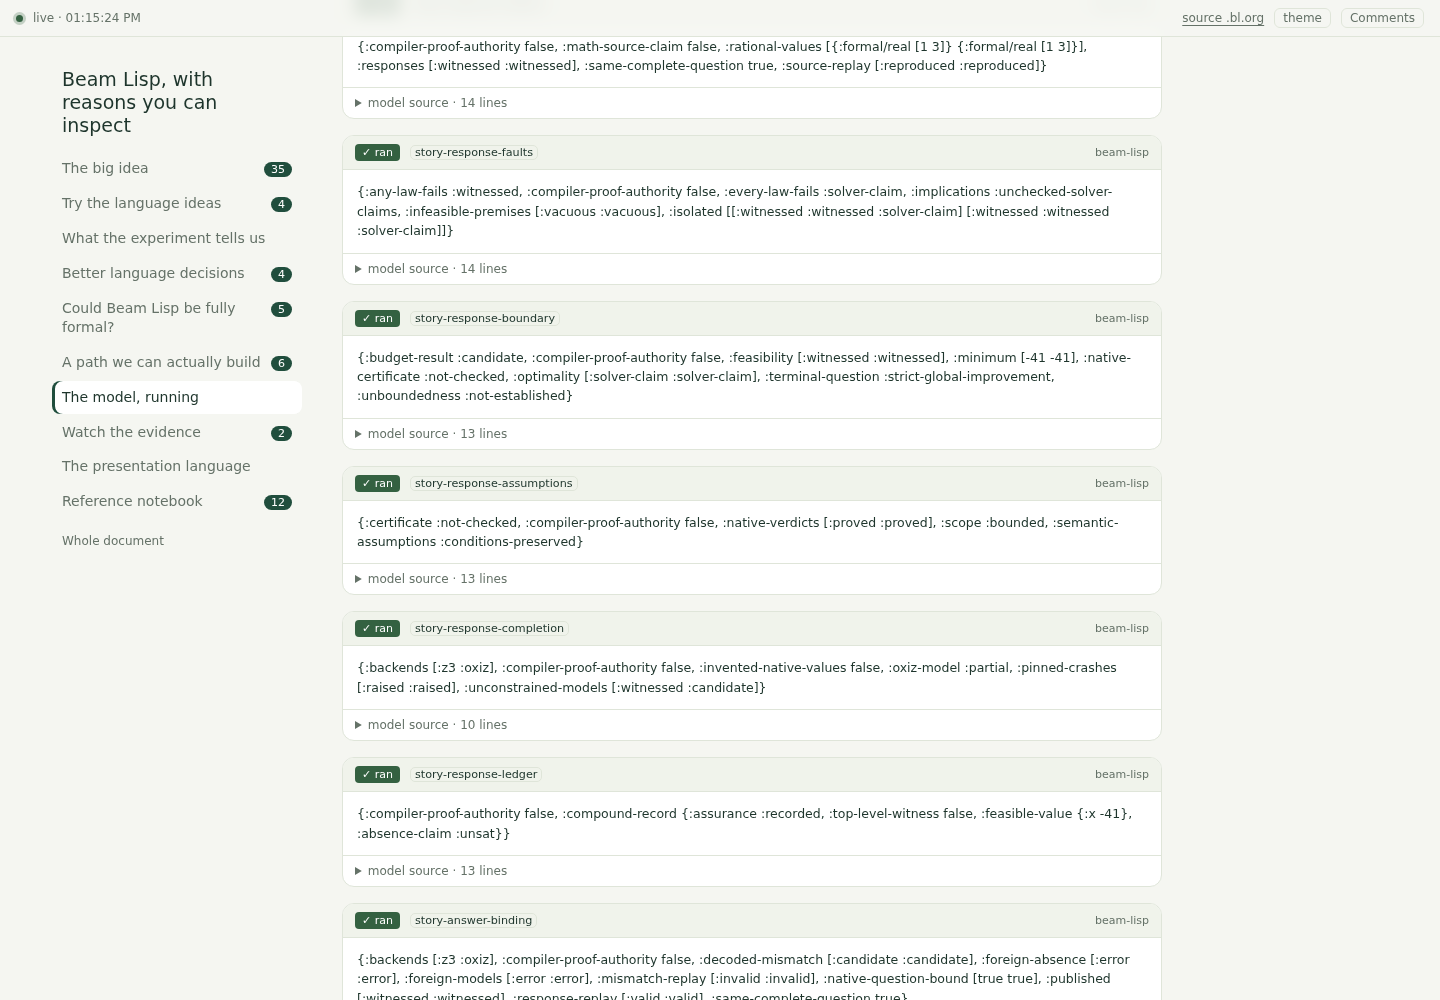 live · 01:15:24 PM
source .bl.org
theme
Comments
Beam Lisp, with
reasons you can
inspect
The big idea 35
Try the language ideas 4
What the experiment tells us
Better language decisions 4
Could Beam Lisp be fully 5
formal?
A path we can actually build 6
The model, running
Watch the evidence 2
The presentation language
Reference notebook 12
Whole document
{:compiler-proof-authority false, :math-source-claim false, :rational-values [{:formal/real [1 3]} {:formal/real [1 3]}],
:responses [:witnessed :witnessed], :same-complete-question true, :source-replay [:reproduced :reproduced]}
▶ model source · 14 lines
✓ ran story-response-faults beam-lisp
{:any-law-fails :witnessed, :compiler-proof-authority false, :every-law-fails :solver-claim, :implications :unchecked-solver-
claims, :infeasible-premises [:vacuous :vacuous], :isolated [[:witnessed :witnessed :solver-claim] [:witnessed :witnessed
:solver-claim]]}
▶ model source · 14 lines
✓ ran story-response-boundary beam-lisp
{:budget-result :candidate, :compiler-proof-authority false, :feasibility [:witnessed :witnessed], :minimum [-41 -41], :native-
certificate :not-checked, :optimality [:solver-claim :solver-claim], :terminal-question :strict-global-improvement,
:unboundedness :not-established}
▶ model source · 13 lines
✓ ran story-response-assumptions beam-lisp
{:certificate :not-checked, :compiler-proof-authority false, :native-verdicts [:proved :proved], :scope :bounded, :semantic-
assumptions :conditions-preserved}
▶ model source · 13 lines
✓ ran story-response-completion beam-lisp
{:backends [:z3 :oxiz], :compiler-proof-authority false, :invented-native-values false, :oxiz-model :partial, :pinned-crashes
[:raised :raised], :unconstrained-models [:witnessed :candidate]}
▶ model source · 10 lines
✓ ran story-response-ledger beam-lisp
{:compiler-proof-authority false, :compound-record {:assurance :recorded, :top-level-witness false, :feasible-value {:x -41},
:absence-claim :unsat}}
▶ model source · 13 lines
✓ ran story-answer-binding beam-lisp
{:backends [:z3 :oxiz], :compiler-proof-authority false, :decoded-mismatch [:candidate :candidate], :foreign-absence [:error
:error], :foreign-models [:error :error], :mismatch-replay [:invalid :invalid], :native-question-bound [true true], :published
[:witnessed :witnessed], :response-replay [:valid :valid], :same-complete-question true}